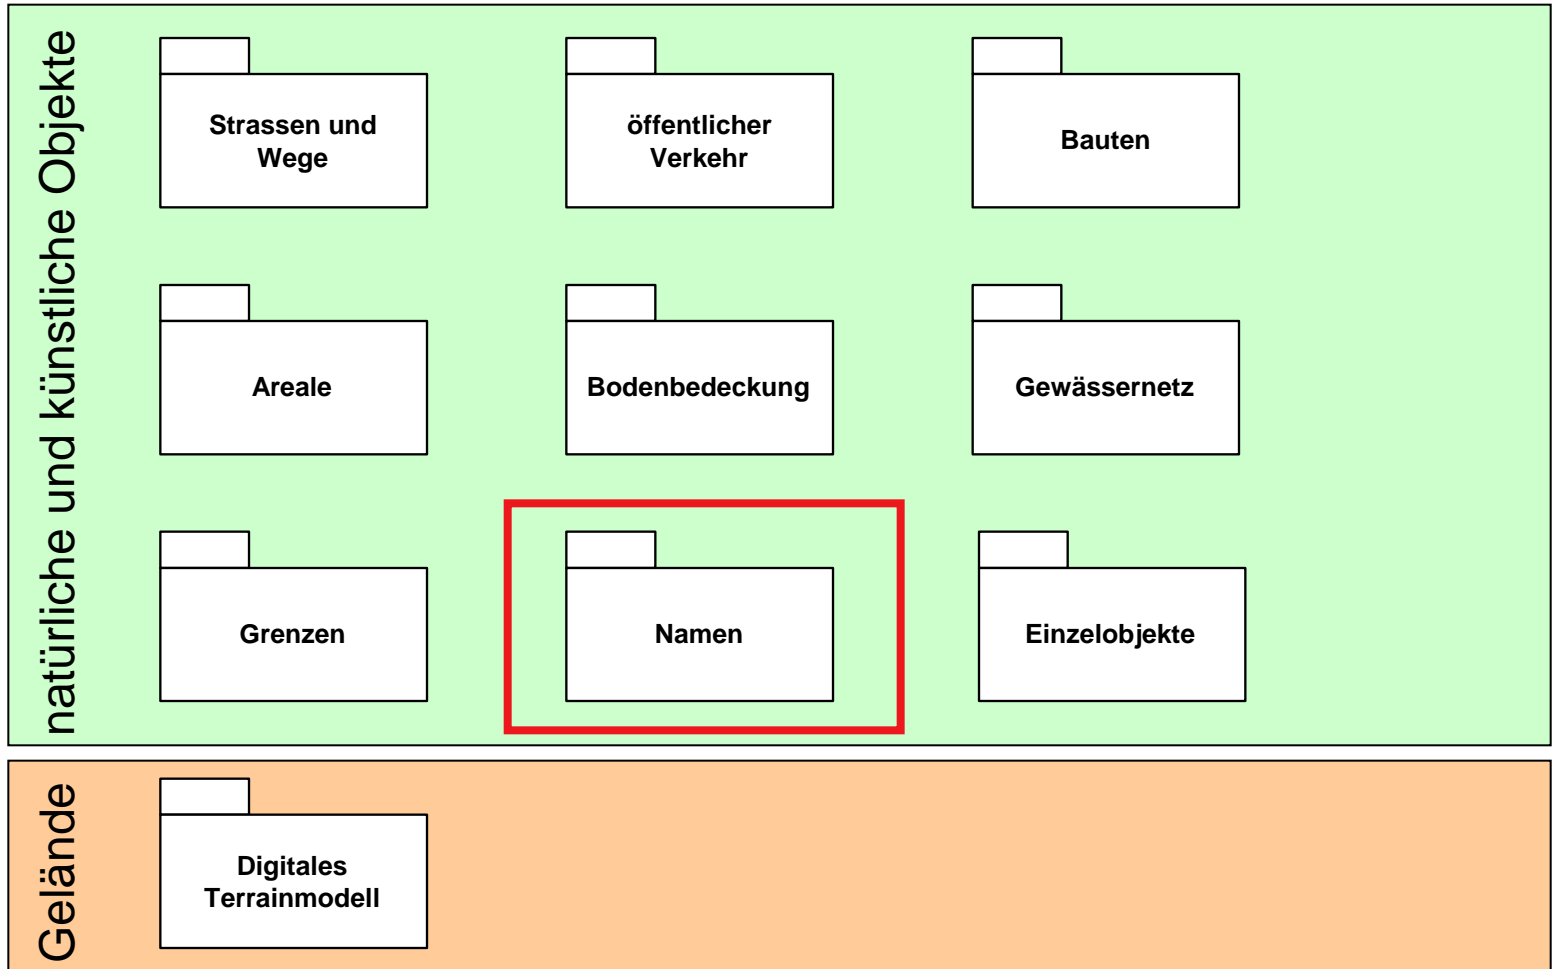 natürliche und künstliche Objekte
Strassen und
Wege
öffentlicher
Verkehr
Bauten
Areale
Bodenbedeckung
Gewässernetz
Grenzen
Namen
Einzelobjekte
Gelände
Digitales
Terrainmodell